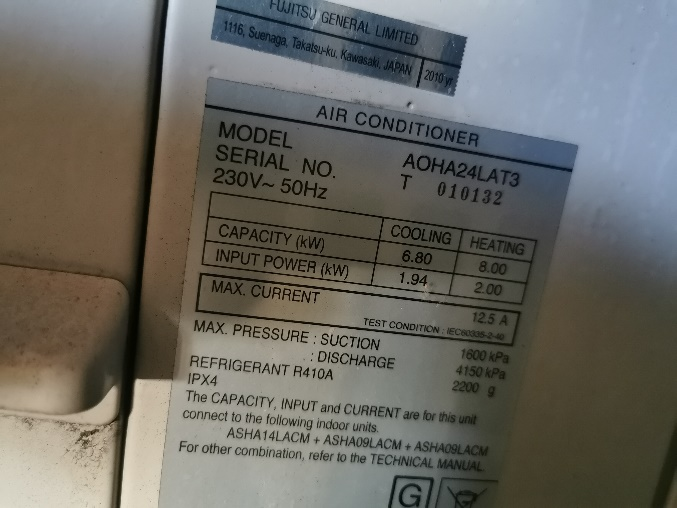 FUJITSU GENERAL LIMITED
1116, Suenaga, Takatsu-ku, Kawasaki, JAPAN 2010 yr
AIR CONDITIONER
MODEL AOHA24LAT3
SERIAL NO. T 010132
230V~ 50Hz
COOLING HEATING
CAPACITY (kW) 6.80 8.00
INPUT POWER (kW) 1.94 2.00
MAX. CURRENT 12.5 A
TEST CONDITION : IEC60335-2-40
MAX. PRESSURE : SUCTION 1600 kPa
: DISCHARGE 4150 kPa
REFRIGERANT R410A 2200 g
IPX4
The CAPACITY, INPUT and CURRENT are for this unit
connect to the following indoor units.
ASHA14LACM + ASHA09LACM + ASHA09LACM
For other combination, refer to the TECHNICAL MANUAL
G